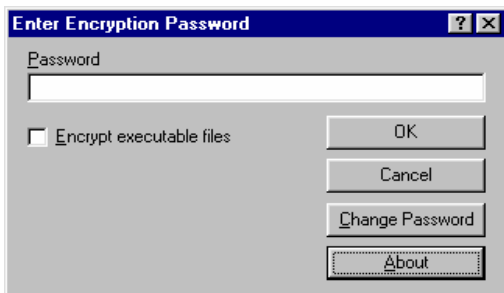 Enter Encryption Password ? X
Password
Encrypt executable files
OK
Cancel
Change Password
About